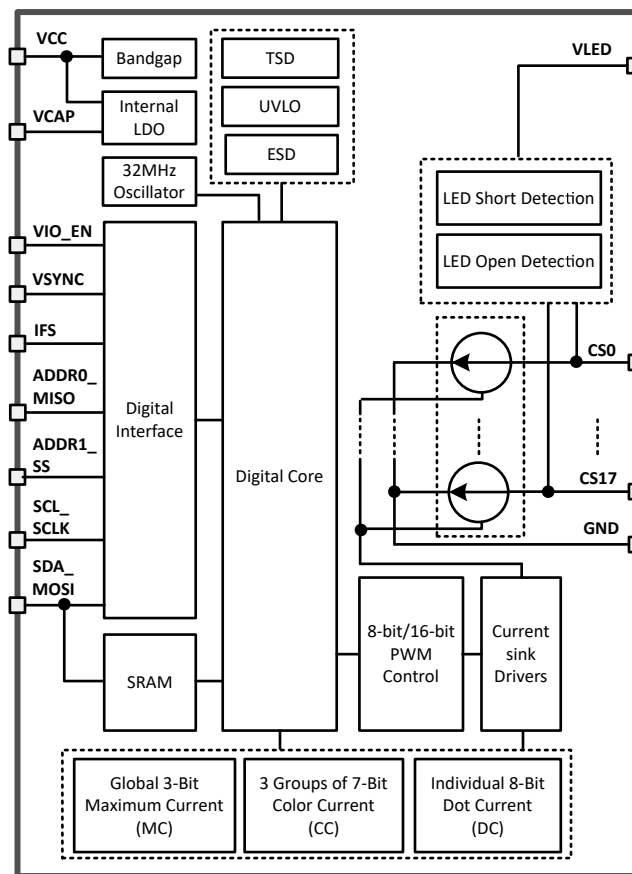 VCC
Bandgap
TSD
VLED
VCAP
Internal
LDO
UVLO
ESD
32MHz
Oscillator
LED Short Detection
LED Open Detection
VIO_EN
VSYNC
IFS
ADDR0_
MISO
ADDR1_
SS
SCL_
SCLK
SDA_
MOSI
Digital
Interface
Digital Core
CS0
CS17
GND
SRAM
8-bit/16-bit
PWM
Control
Current
sink
Drivers
Global 3-Bit
Maximum Current
(MC)
3 Groups of 7-Bit
Color Current
(CC)
Individual 8-Bit
Dot Current
(DC)